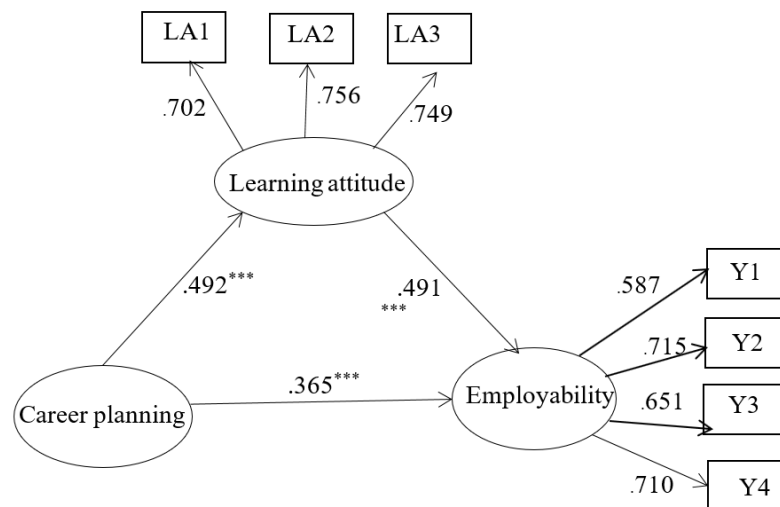 LA1
LA2
LA3
.702
.756
.749
Learning attitude
.492***
.491
***
.587
Y1
.715
Y2
.365***
Career planning
Employability
.651
Y3
.710
Y4